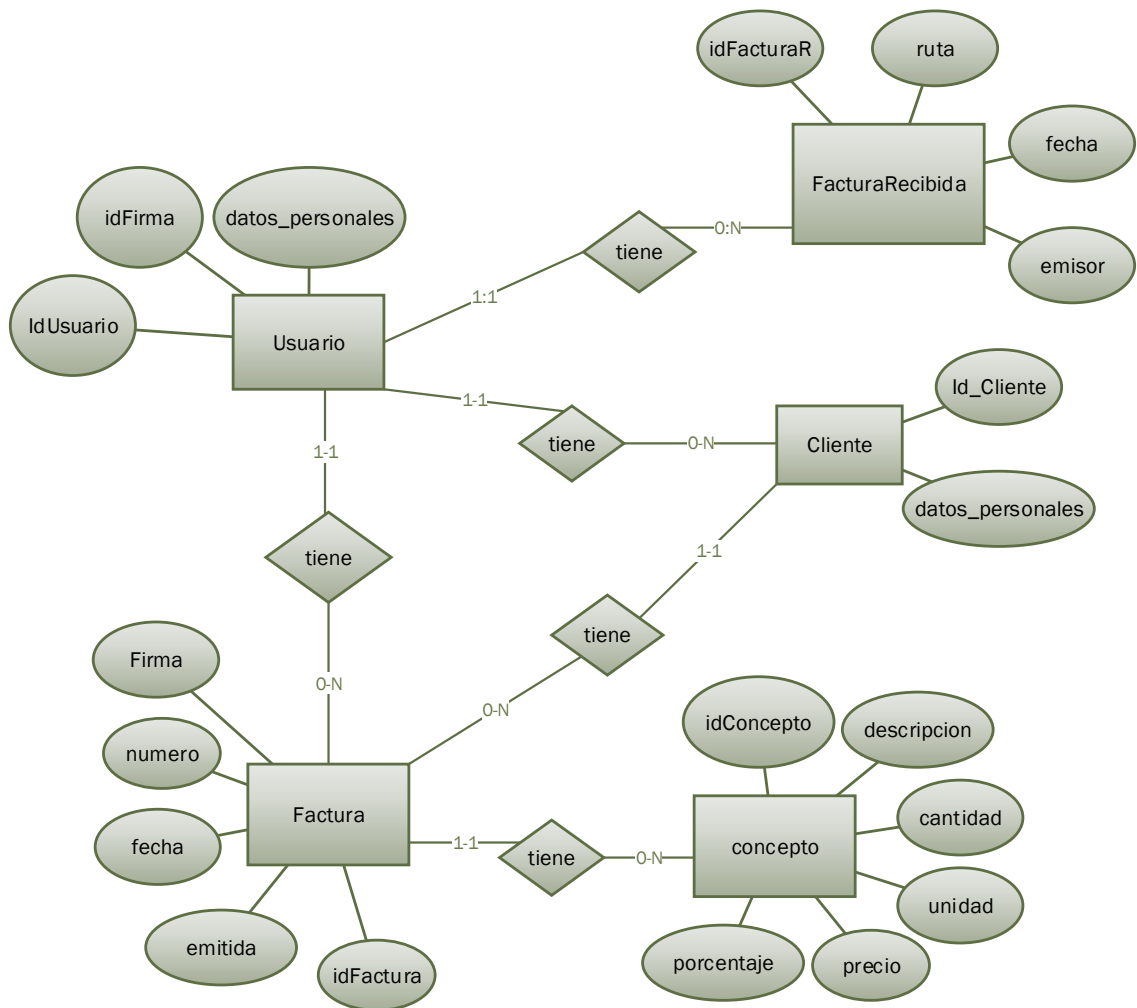 idFacturaR
ruta
fecha
FacturaRecibida
emisor
0:N
tiene
1:1
idFirma
datos_personales
IdUsuario
Usuario
1-1
tiene
0-N
Id_Cliente
Cliente
datos_personales
1-1
tiene
0-N
1-1
tiene
0-N
Firma
numero
fecha
emitida
idFactura
Factura
1-1
tiene
0-N
idConcepto
descripcion
cantidad
unidad
precio
porcentaje
concepto